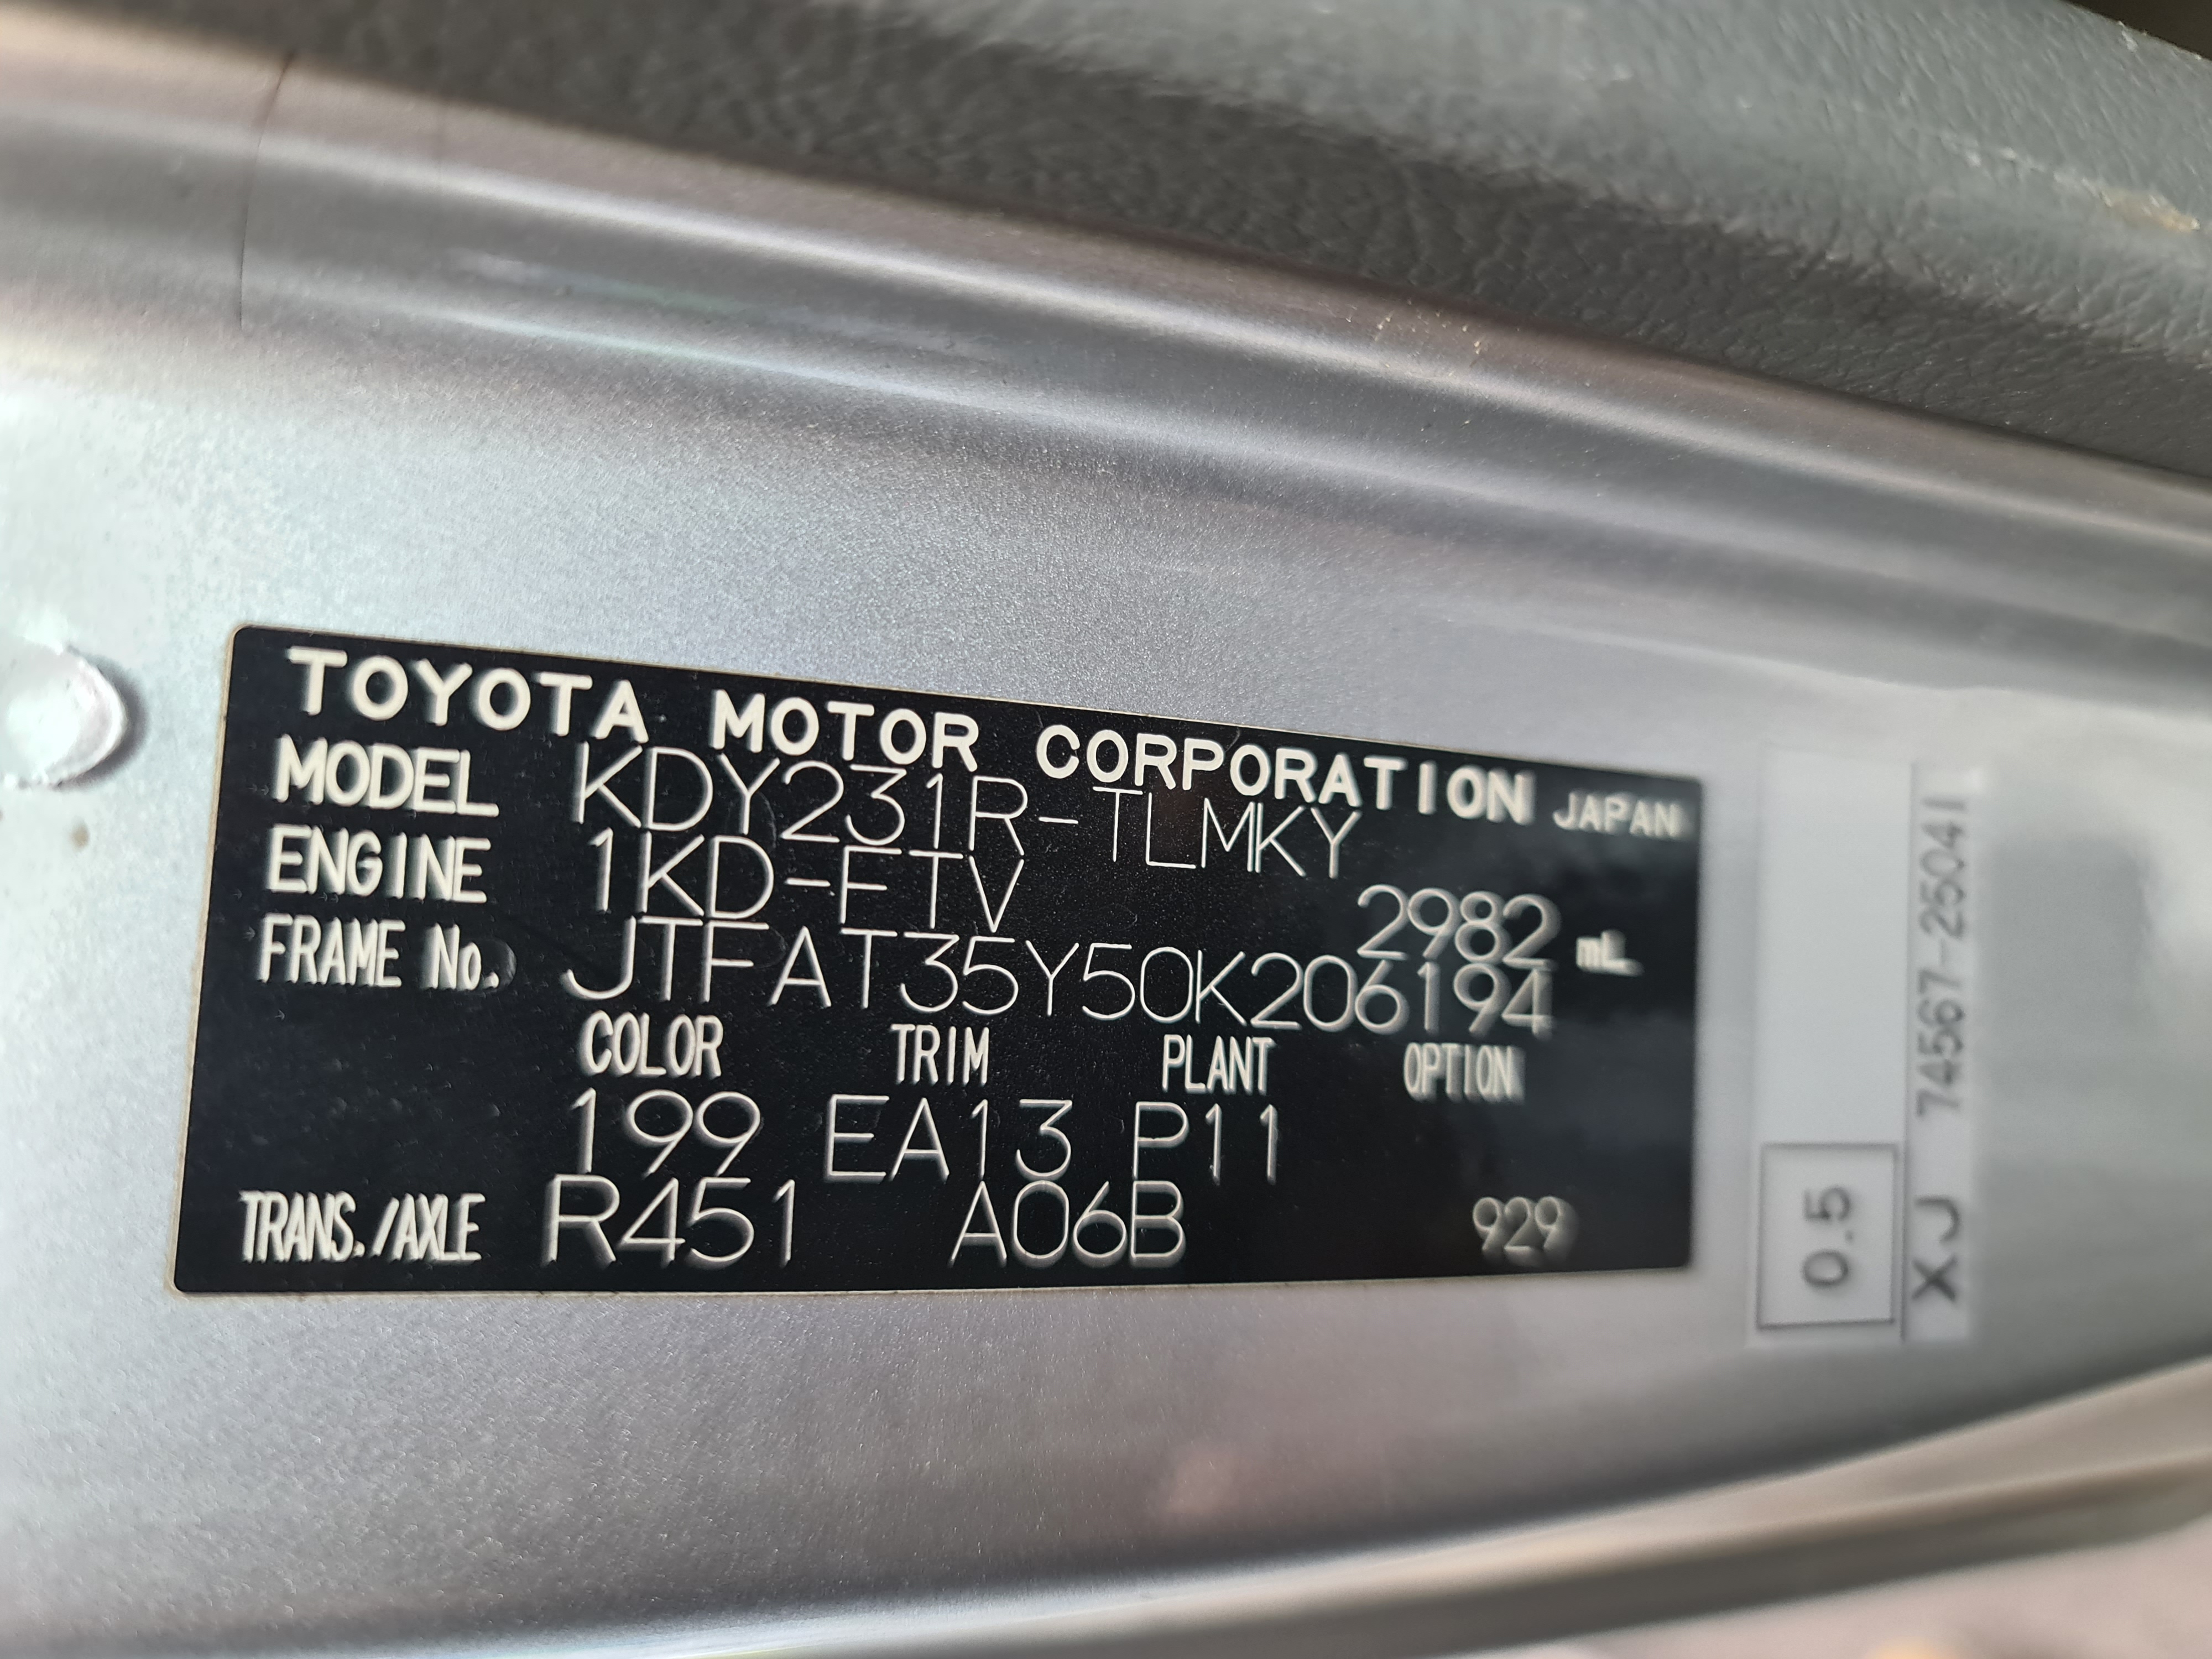 TOYOTA MOTOR CORPORATION JAPAN
MODEL KDY231R-TLMKY
ENGINE 1KD-FTV 2982 mL
FRAME No. JTFAT35Y50K206194
COLOR TRIM PLANT OPTION
199 EA13 P11
TRANS./AXLE R451 A06B 929
0.5
XJ 74567-25041